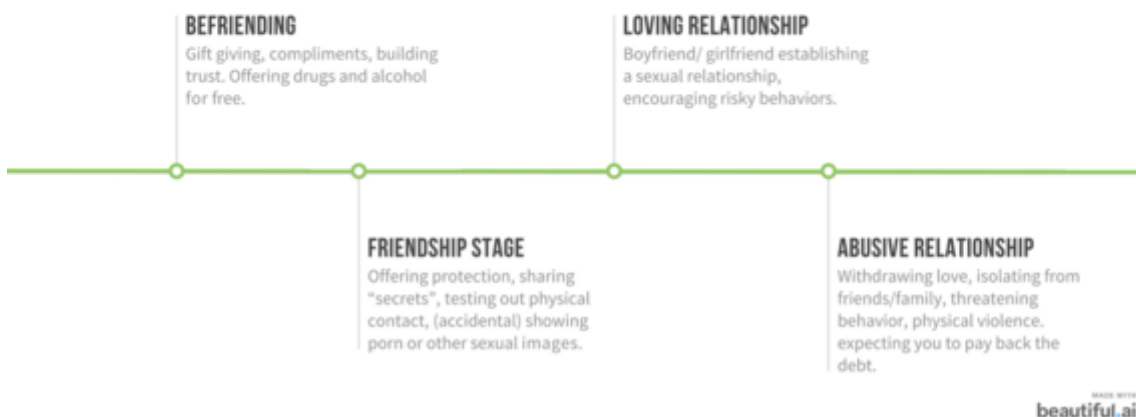 BEFRIENDING
Gift giving, compliments, building
trust. Offering drugs and alcohol
for free.
LOVING RELATIONSHIP
Boyfriend/ girlfriend establishing
a sexual relationship,
encouraging risky behaviors.
FRIENDSHIP STAGE
Offering protection, sharing
“secrets”, testing out physical
contact, (accidental) showing
porn or other sexual images.
ABUSIVE RELATIONSHIP
Withdrawing love, isolating from
friends/family, threatening
behavior, physical violence.
expecting you to pay back the
debt.
MADE WITH
beautiful.ai